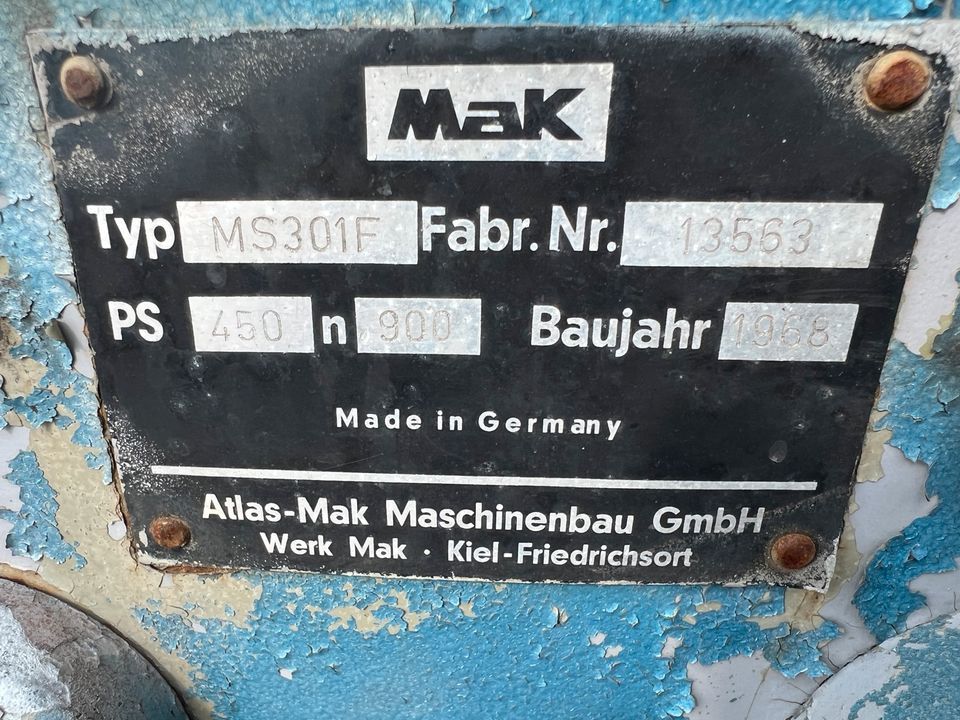 MaK
Typ MS301F Fabr. Nr. 13563
PS 450 n 900 Baujahr 1968
Made in Germany
Atlas-Mak Maschinenbau GmbH
Werk Mak · Kiel-Friedrichsort